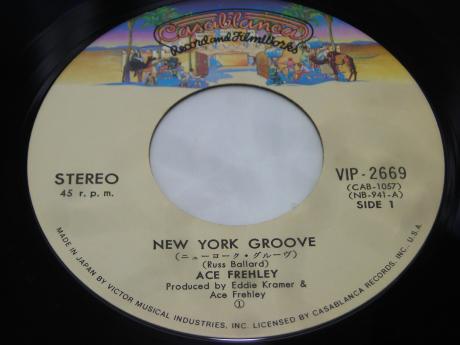 Casablanca
Record and FilmWorks
STEREO
45 r.p.m.
VIP-2669
(CAB-1057)
(NB-941-A)
SIDE 1
NEW YORK GROOVE
(ニューヨーク・グルーヴ)
(Russ Ballard)
ACE FREHLEY
Produced by Eddie Kramer &
Ace Frehley
①
MADE IN JAPAN BY VICTOR MUSICAL INDUSTRIES, INC. LICENSED BY CASABLANCA RECORDS, INC., U.S.A.